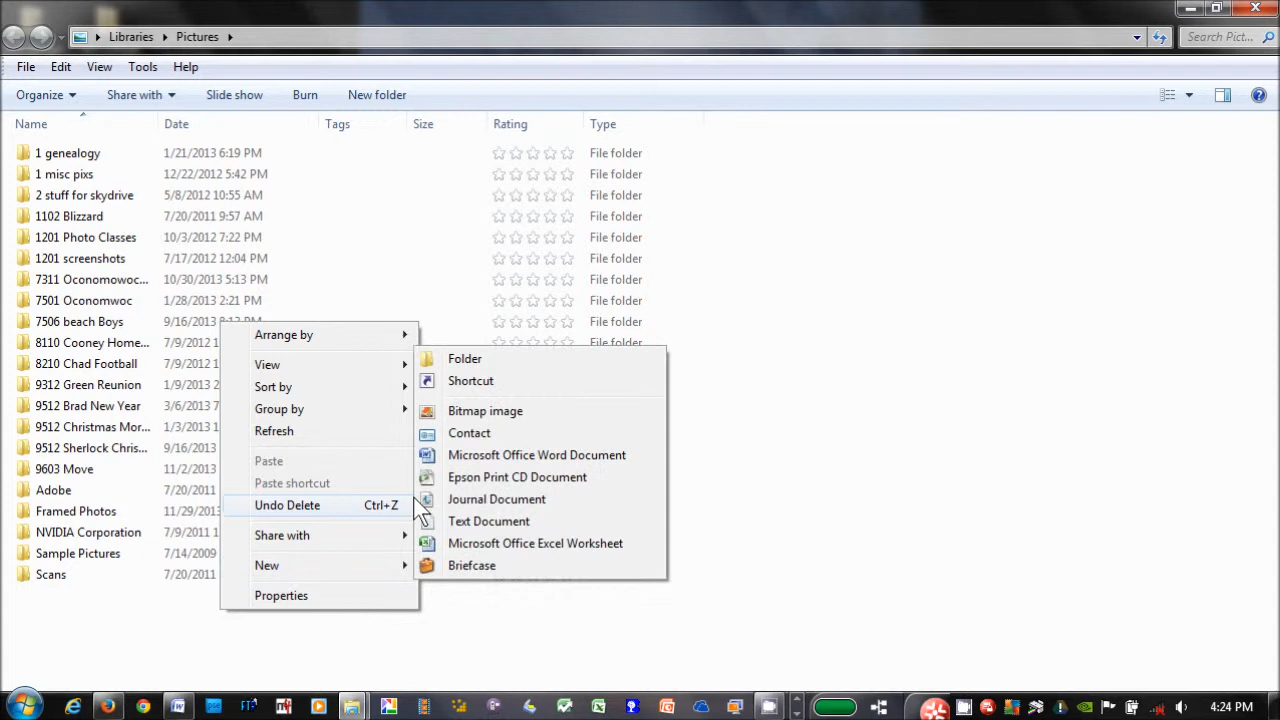 Libraries Pictures Search Pict...
File Edit View Tools Help
Organize Share with Slide show Burn New folder
Name Date Tags Size Rating Type
1 genealogy 1/21/2013 6:19 PM File folder
1 misc pixs 12/22/2012 5:42 PM File folder
2 stuff for skydrive 5/8/2012 10:55 AM File folder
1102 Blizzard 7/20/2011 9:57 AM File folder
1201 Photo Classes 10/3/2012 7:22 PM File folder
1201 screenshots 7/17/2012 12:04 PM File folder
7311 Oconomowoc... 10/30/2013 5:13 PM File folder
7501 Oconomwoc 1/28/2013 2:21 PM File folder
7506 beach Boys 9/16/2013 File folder
8110 Cooney Home... 7/9/2012
8210 Chad Football 7/9/2012
9312 Green Reunion 1/9/2013
9512 Brad New Year 3/6/2013
9512 Christmas Mor... 1/3/2013
9512 Sherlock Chris... 9/16/2013
9603 Move 11/2/2013
Adobe 7/20/2011
Framed Photos 11/29/2013
NVIDIA Corporation 7/9/2011
Sample Pictures 7/14/2009
Scans 7/20/2011
Arrange by
View
Sort by
Group by
Refresh
Paste
Paste shortcut
Undo Delete Ctrl+Z
Share with
New
Properties
Folder
Shortcut
Bitmap image
Contact
Microsoft Office Word Document
Epson Print CD Document
Journal Document
Text Document
Microsoft Office Excel Worksheet
Briefcase
4:24 PM